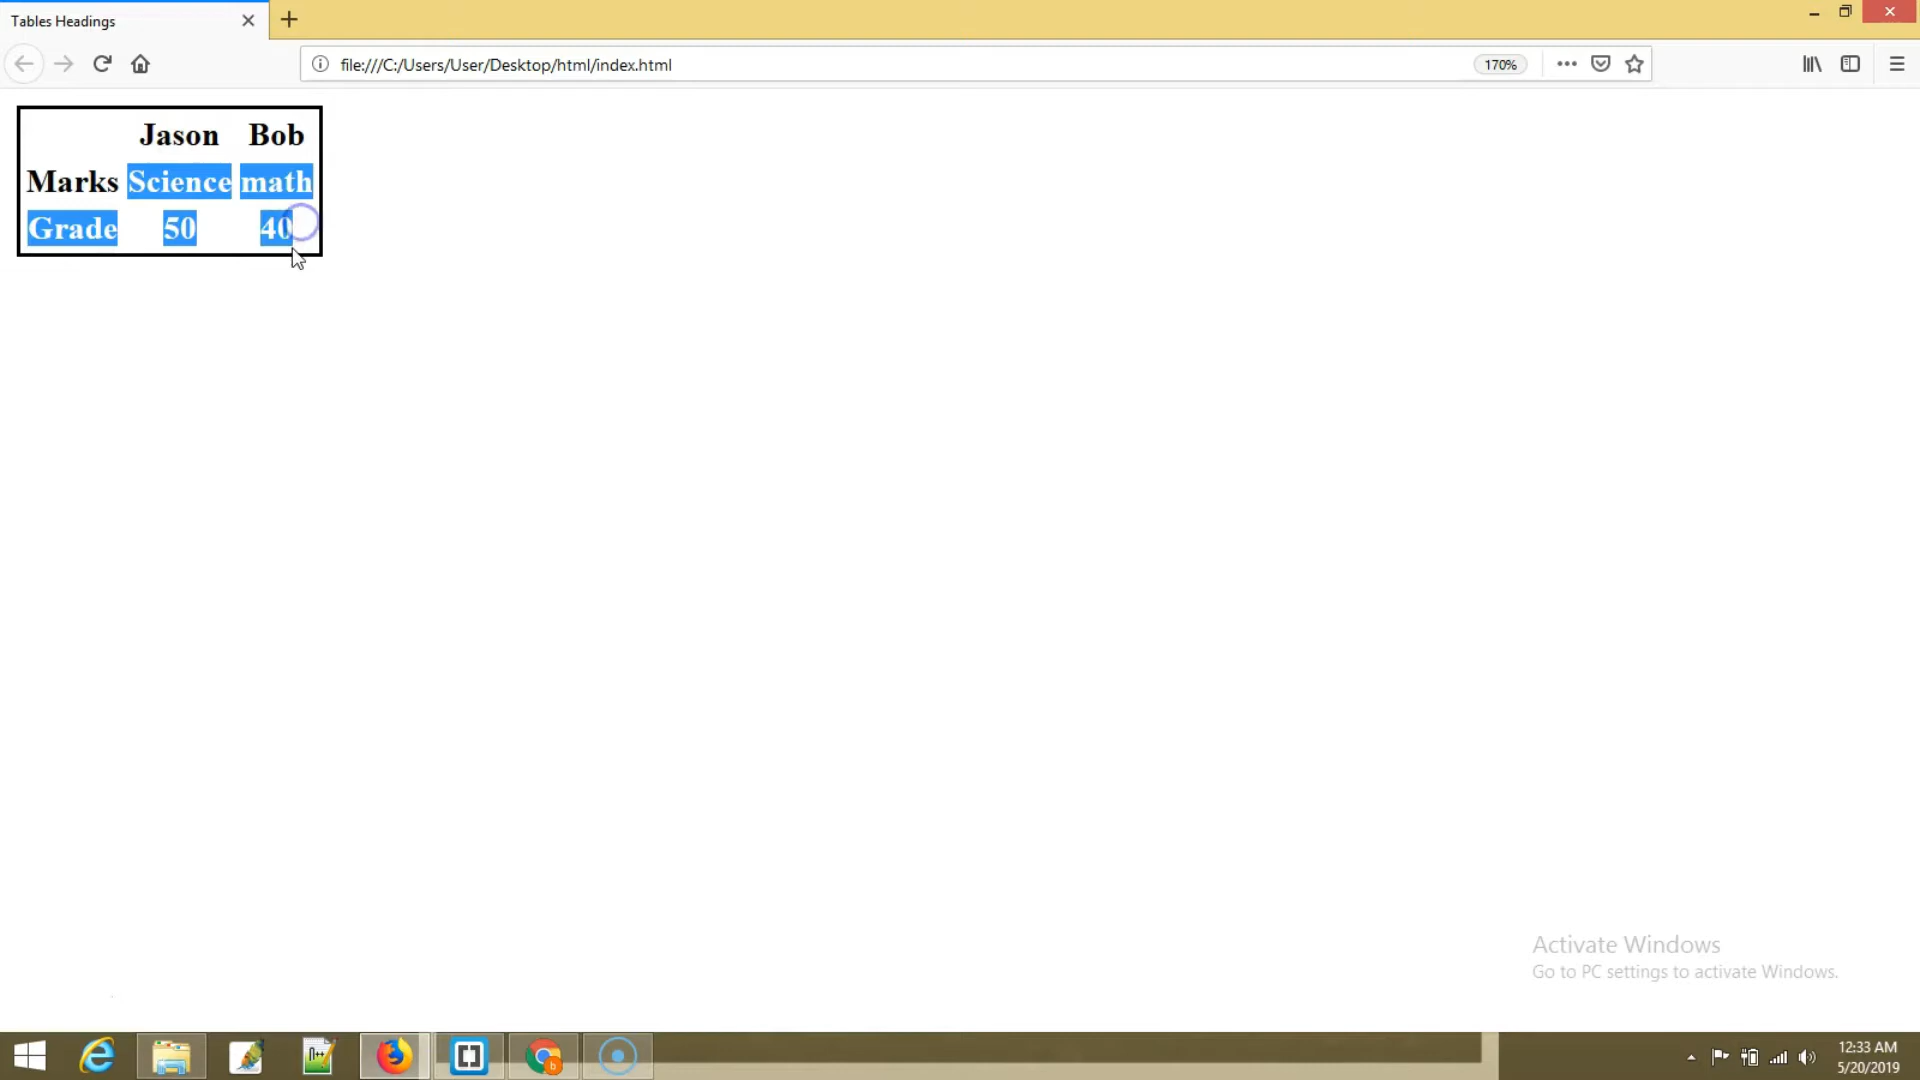 Tables Headings
file:///C:/Users/User/Desktop/html/index.html
170%
Jason Bob
Marks Science math
Grade 50 40
Activate Windows
Go to PC settings to activate Windows.
12:33 AM
5/20/2019